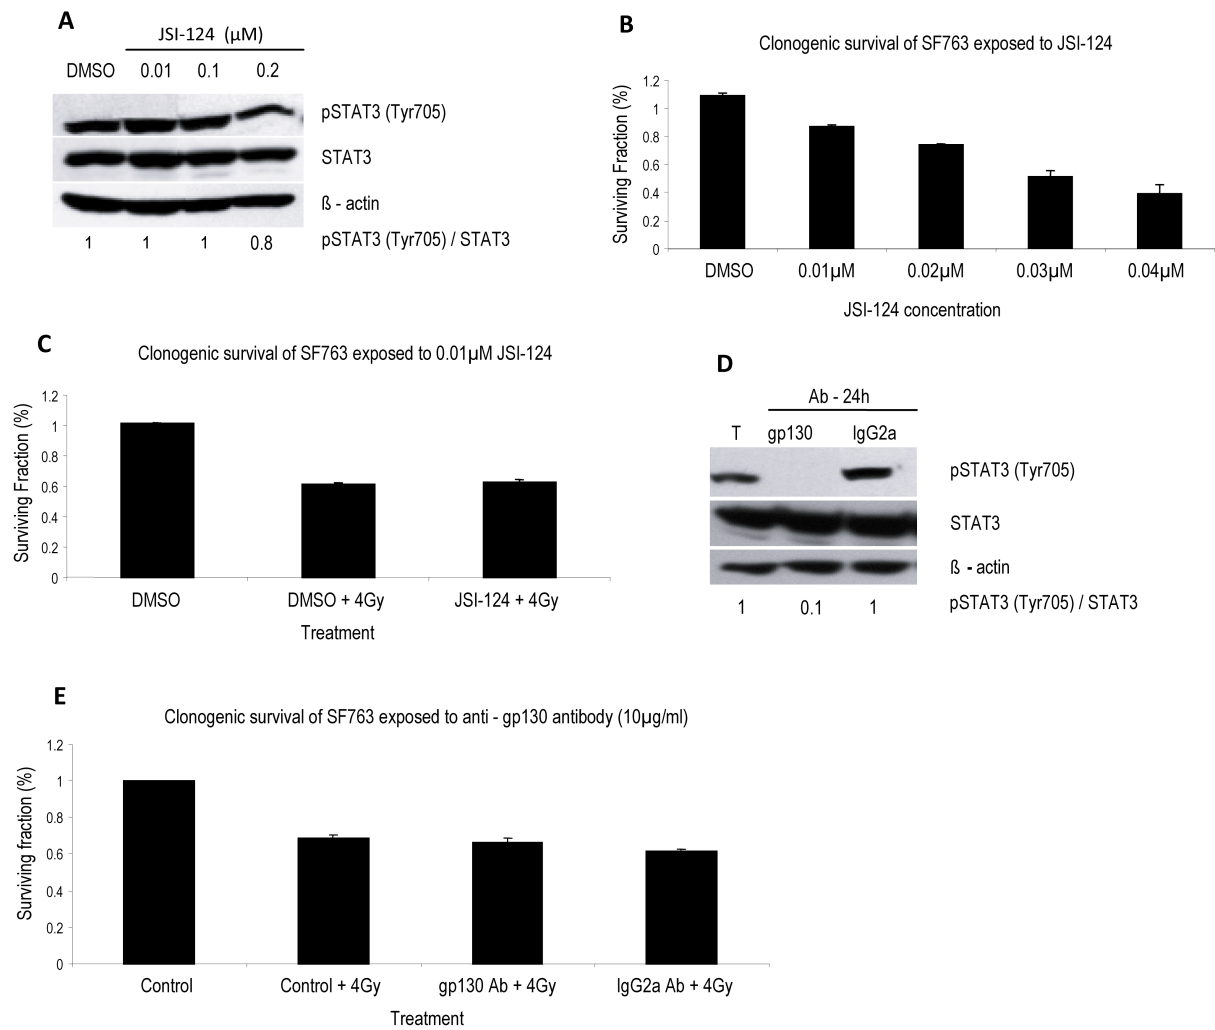 A
JSI-124 (µM)
DMSO 0.01 0.1 0.2
pSTAT3 (Tyr705)
STAT3
ß - actin
1 1 1 0.8 pSTAT3 (Tyr705) / STAT3
B
Clonogenic survival of SF763 exposed to JSI-124
Surviving Fraction (%)
1.2
1
0.8
0.6
0.4
0.2
0
DMSO 0.01µM 0.02µM 0.03µM 0.04µM
JSI-124 concentration
C
Clonogenic survival of SF763 exposed to 0.01µM JSI-124
Surviving Fraction (%)
1.2
1
0.8
0.6
0.4
0.2
0
DMSO DMSO + 4Gy JSI-124 + 4Gy
Treatment
D
Ab - 24h
T gp130 IgG2a
pSTAT3 (Tyr705)
STAT3
ß - actin
1 0.1 1 pSTAT3 (Tyr705) / STAT3
E
Clonogenic survival of SF763 exposed to anti - gp130 antibody (10µg/ml)
Surviving fraction (%)
1.2
1
0.8
0.6
0.4
0.2
0
Control Control + 4Gy gp130 Ab + 4Gy IgG2a Ab + 4Gy
Treatment